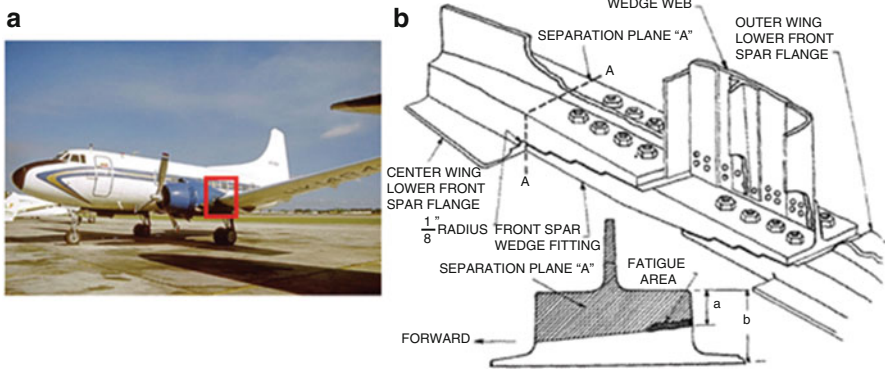 a
b
WEDGE WEB
SEPARATION PLANE "A"
OUTER WING
LOWER FRONT
SPAR FLANGE
A
CENTER WING
LOWER FRONT
SPAR FLANGE
A
1/8" RADIUS
FRONT SPAR
WEDGE FITTING
SEPARATION PLANE "A"
FATIGUE
AREA
a
b
FORWARD